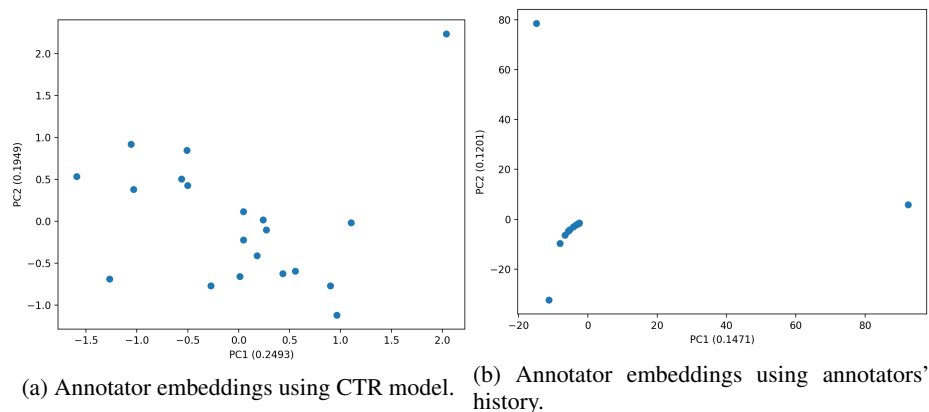 2.0
1.5
1.0
0.5
0.0
−0.5
−1.0
PC2 (0.1949)
−1.5 −1.0 −0.5 0.0 0.5 1.0 1.5 2.0
PC1 (0.2493)
(a) Annotator embeddings using CTR model.
80
60
40
20
0
−20
PC2 (0.1201)
−20 0 20 40 60 80
PC1 (0.1471)
(b) Annotator embeddings using annotators'
history.